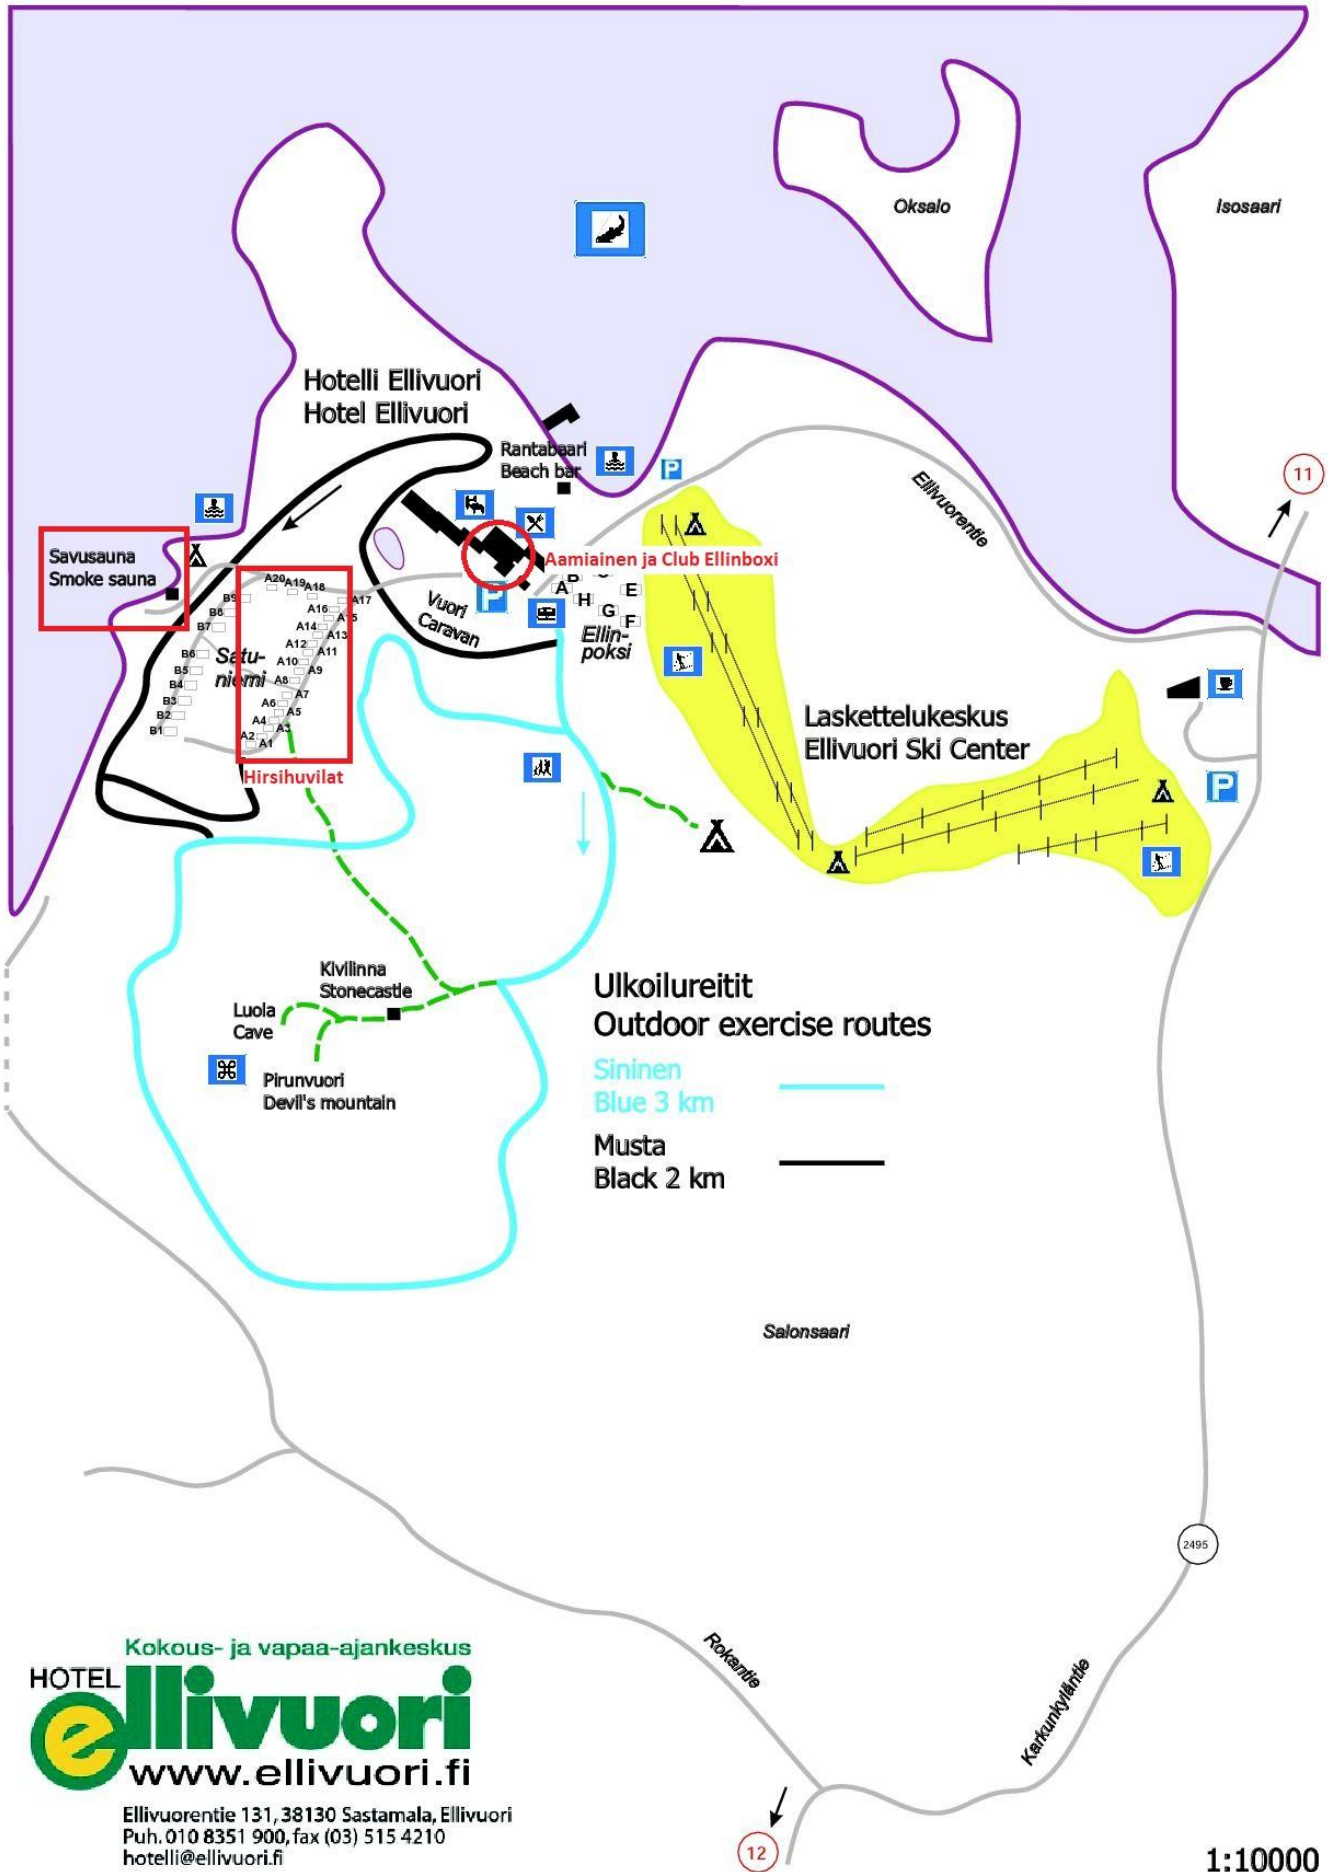 Oksalo
Isosaari
Hotelli Ellivuori
Hotel Ellivuori
Rantabaari
Beach bar
P
Ellivuorentie
11
Savusauna
Smoke sauna
Aamiainen ja Club Ellinboxi
A20
A19
A18
A17
A16
A15
A14
A13
A12
A11
A10
A9
A8
A7
A6
A5
A4
A3
A2
A1
B9
B8
B7
B6
B5
B4
B3
B2
B1
Satu-
niemi
Hirsihuvilat
Vuori
Caravan
P
A
B
H
G
E
F
Ellin-
poksi
Laskettelukeskus
Ellivuori Ski Center
P
Kivilinna
Stonecastle
Luola
Cave
Pirunvuori
Devil's mountain
Ulkoilureitit
Outdoor exercise routes
Sininen
Blue 3 km
Musta
Black 2 km
Salonsaari
2495
Rokantie
Karkunkyläntie
12
Kokous- ja vapaa-ajankeskus
HOTEL
ellivuori
www.ellivuori.fi
Ellivuorentie 131, 38130 Sastamala, Ellivuori
Puh. 010 8351 900, fax (03) 515 4210
hotelli@ellivuori.fi
1:10000